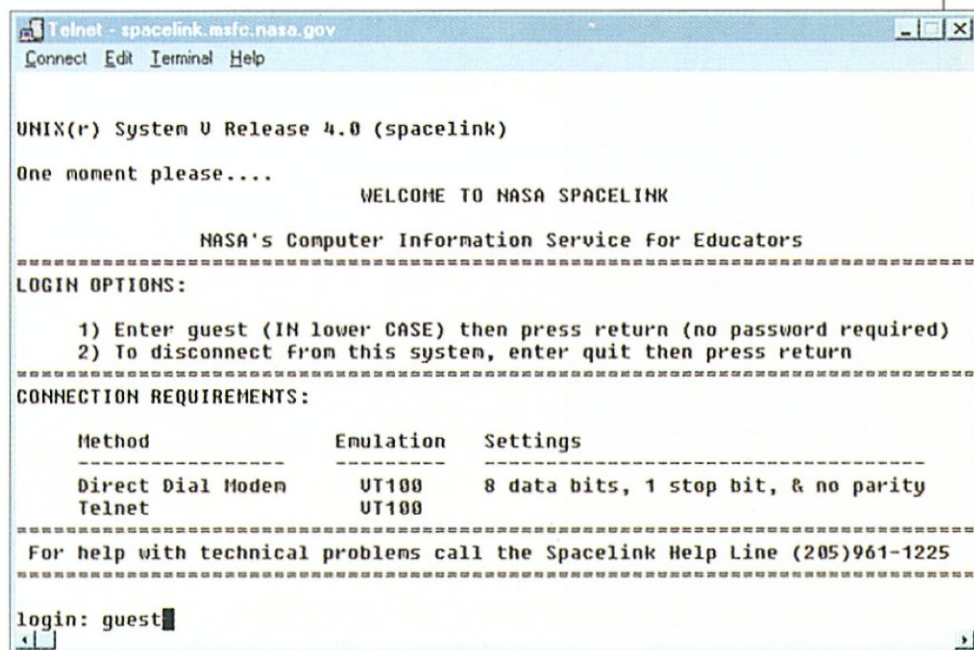 Telnet - spacelink.msfc.nasa.gov
Connect Edit Terminal Help
UNIX(r) System V Release 4.0 (spacelink)
One moment please....
WELCOME TO NASA SPACELINK
NASA's Computer Information Service for Educators
================================================================================
LOGIN OPTIONS:
1) Enter guest (IN lower CASE) then press return (no password required)
2) To disconnect from this system, enter quit then press return
================================================================================
CONNECTION REQUIREMENTS:
Method Emulation Settings
----------------- --------- ------------------------------------
Direct Dial Modem VT100 8 data bits, 1 stop bit, & no parity
Telnet VT100
================================================================================
For help with technical problems call the Spacelink Help Line (205)961-1225
================================================================================
login: guest